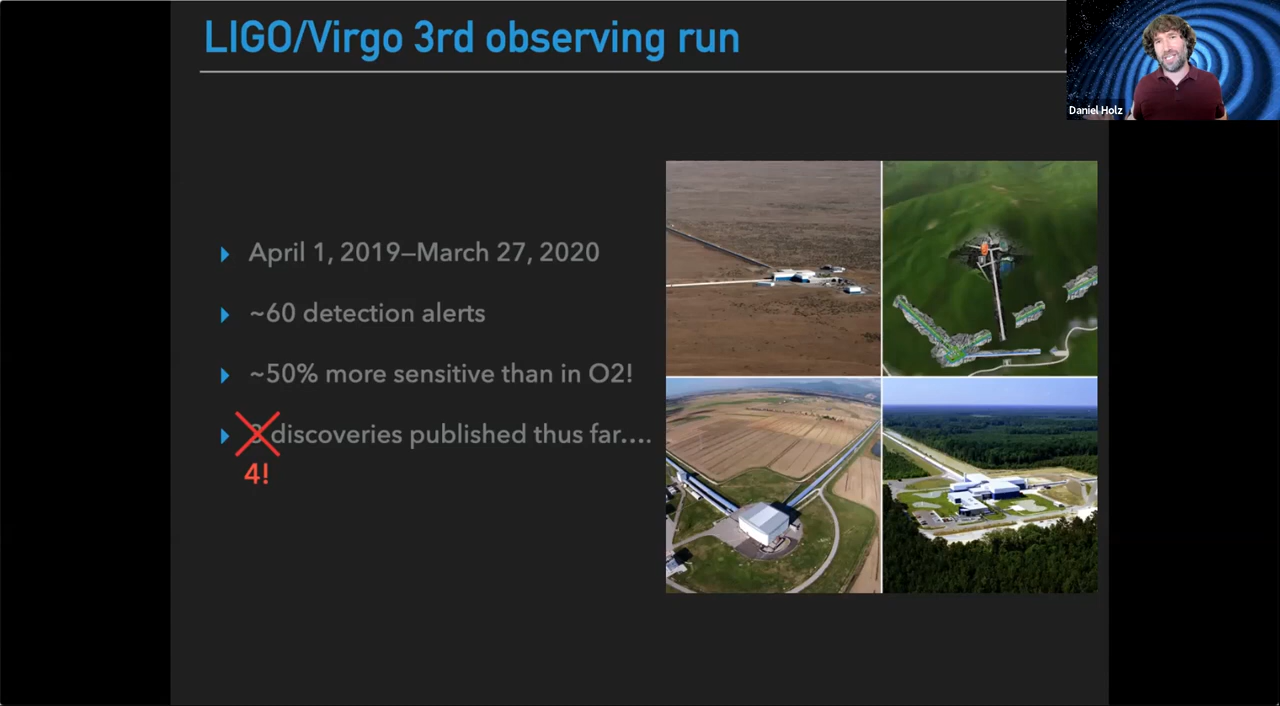 LIGO/Virgo 3rd observing run
Daniel Holz
April 1, 2019–March 27, 2020
~60 detection alerts
~50% more sensitive than in O2!
3 discoveries published thus far....
4!